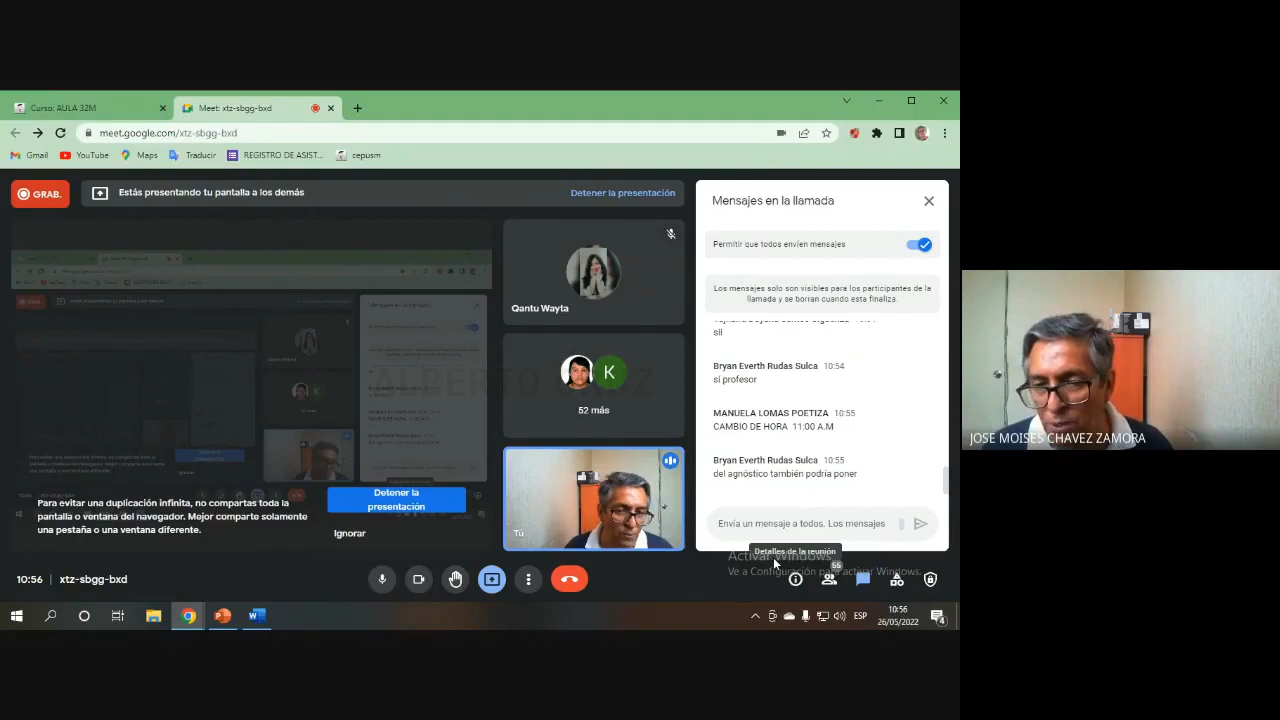 Curso: AULA 32M
Meet: xtz-sbgg-bxd
meet.google.com/xtz-sbgg-bxd
Gmail
YouTube
Maps
Traducir
REGISTRO DE ASIST...
cepusm
GRAB.
Estás presentando tu pantalla a los demás
Detener la presentación
Mensajes en la llamada
Permitir que todos envíen mensajes
Los mensajes solo son visibles para los participantes de la
llamada y se borran cuando esta finaliza.
sii
Bryan Everth Rudas Sulca 10:54
si profesor
MANUELA LOMAS POETIZA 10:55
CAMBIO DE HORA 11:00 A.M
Bryan Everth Rudas Sulca 10:55
del agnóstico también podría poner
Envía un mensaje a todos. Los mensajes
Qantu Wayta
K
52 más
Tú
Para evitar una duplicación infinita, no compartas toda la
pantalla o ventana del navegador. Mejor comparte solamente
una pestaña o una ventana diferente.
Detener la
presentación
Ignorar
Detalles de la reunión
Activar Windows
Ve a Configuración para activar Windows.
10:56
xtz-sbgg-bxd
55
ESP
10:56
26/05/2022
4
JOSE MOISES CHAVEZ ZAMORA